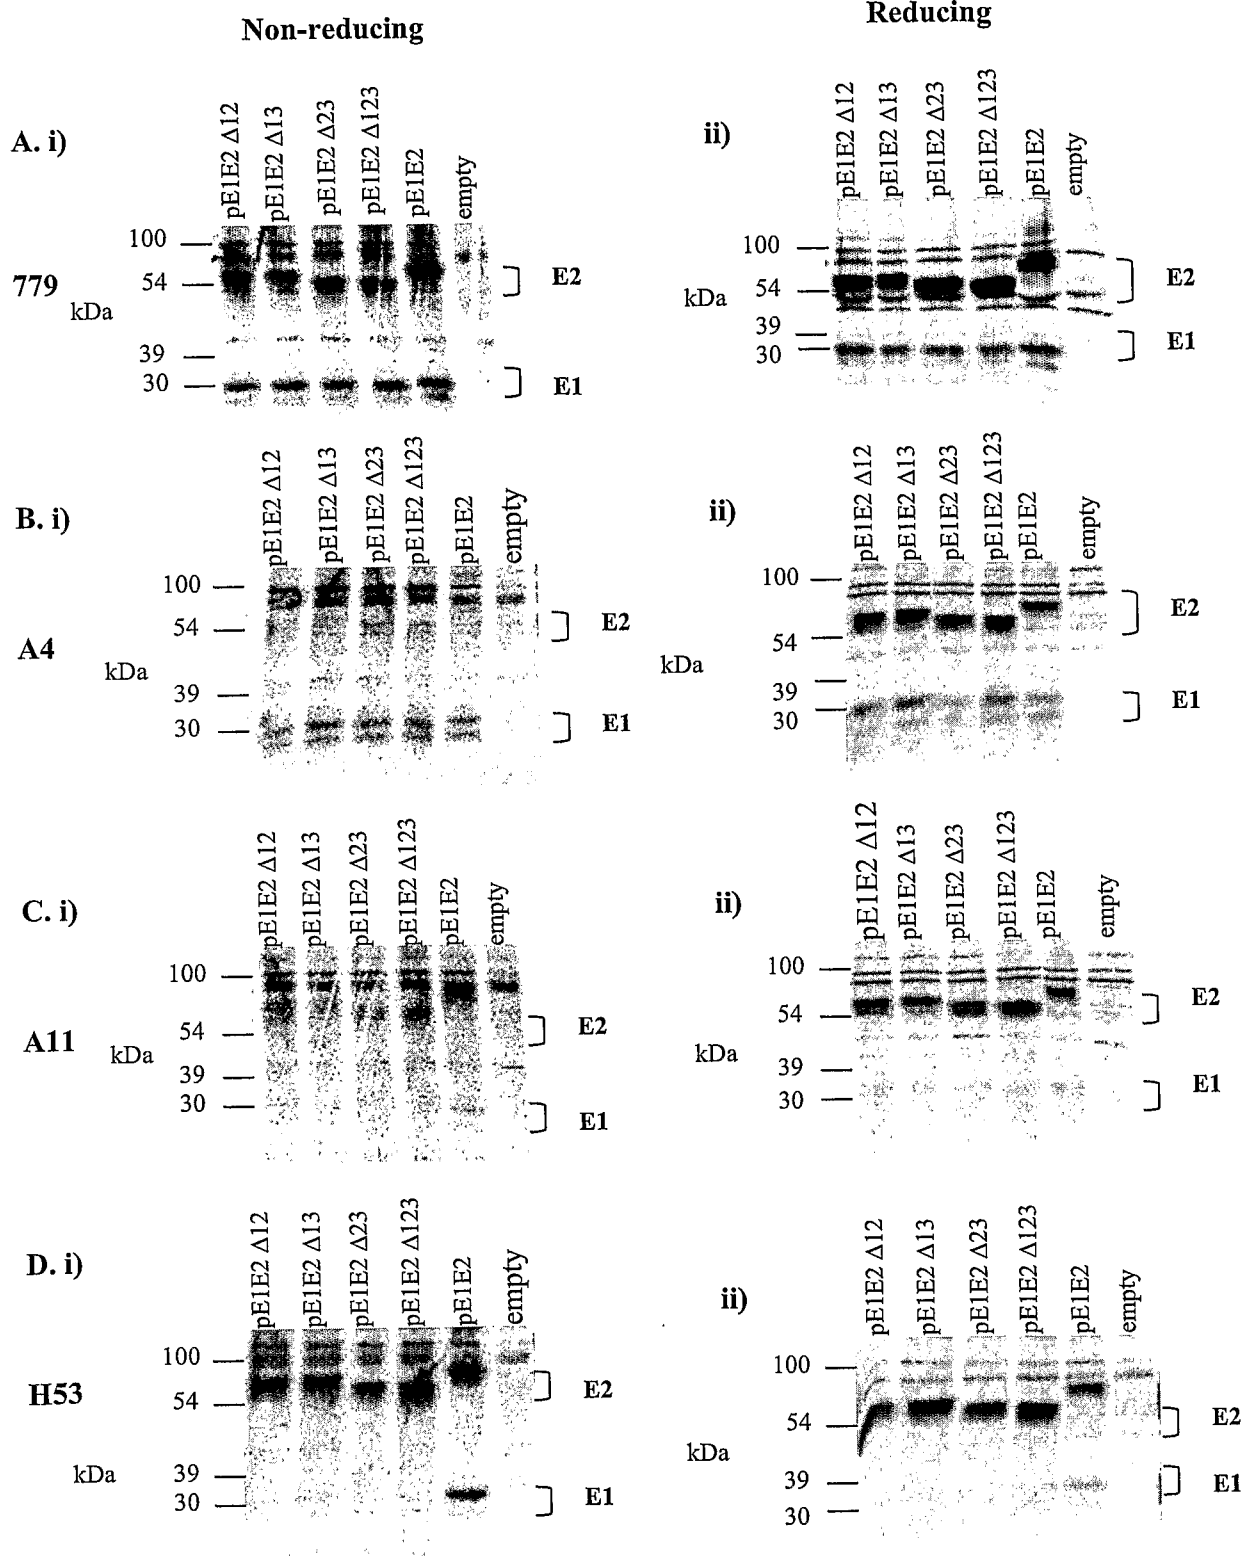 Non-reducing
Reducing
A. i)
pE1E2 Δ12
pE1E2 Δ13
pE1E2 Δ23
pE1E2 Δ123
pE1E2
empty
779
100
54
kDa
39
30
E2
E1
ii)
pE1E2 Δ12
pE1E2 Δ13
pE1E2 Δ23
pE1E2 Δ123
pE1E2
empty
100
54
kDa
39
30
E2
E1
B. i)
pE1E2 Δ12
pE1E2 Δ13
pE1E2 Δ23
pE1E2 Δ123
pE1E2
empty
A4
100
54
kDa
39
30
E2
E1
ii)
pE1E2 Δ12
pE1E2 Δ13
pE1E2 Δ23
pE1E2 Δ123
pE1E2
empty
100
54
kDa
39
30
E2
E1
C. i)
pE1E2 Δ12
pE1E2 Δ13
pE1E2 Δ23
pE1E2 Δ123
pE1E2
empty
A11
100
54
kDa
39
30
E2
E1
ii)
pE1E2 Δ12
pE1E2 Δ13
pE1E2 Δ23
pE1E2 Δ123
pE1E2
empty
100
54
kDa
39
30
E2
E1
D. i)
pE1E2 Δ12
pE1E2 Δ13
pE1E2 Δ23
pE1E2 Δ123
pE1E2
empty
H53
100
54
kDa
39
30
E2
E1
ii)
pE1E2 Δ12
pE1E2 Δ13
pE1E2 Δ23
pE1E2 Δ123
pE1E2
empty
100
54
kDa
39
30
E2
E1